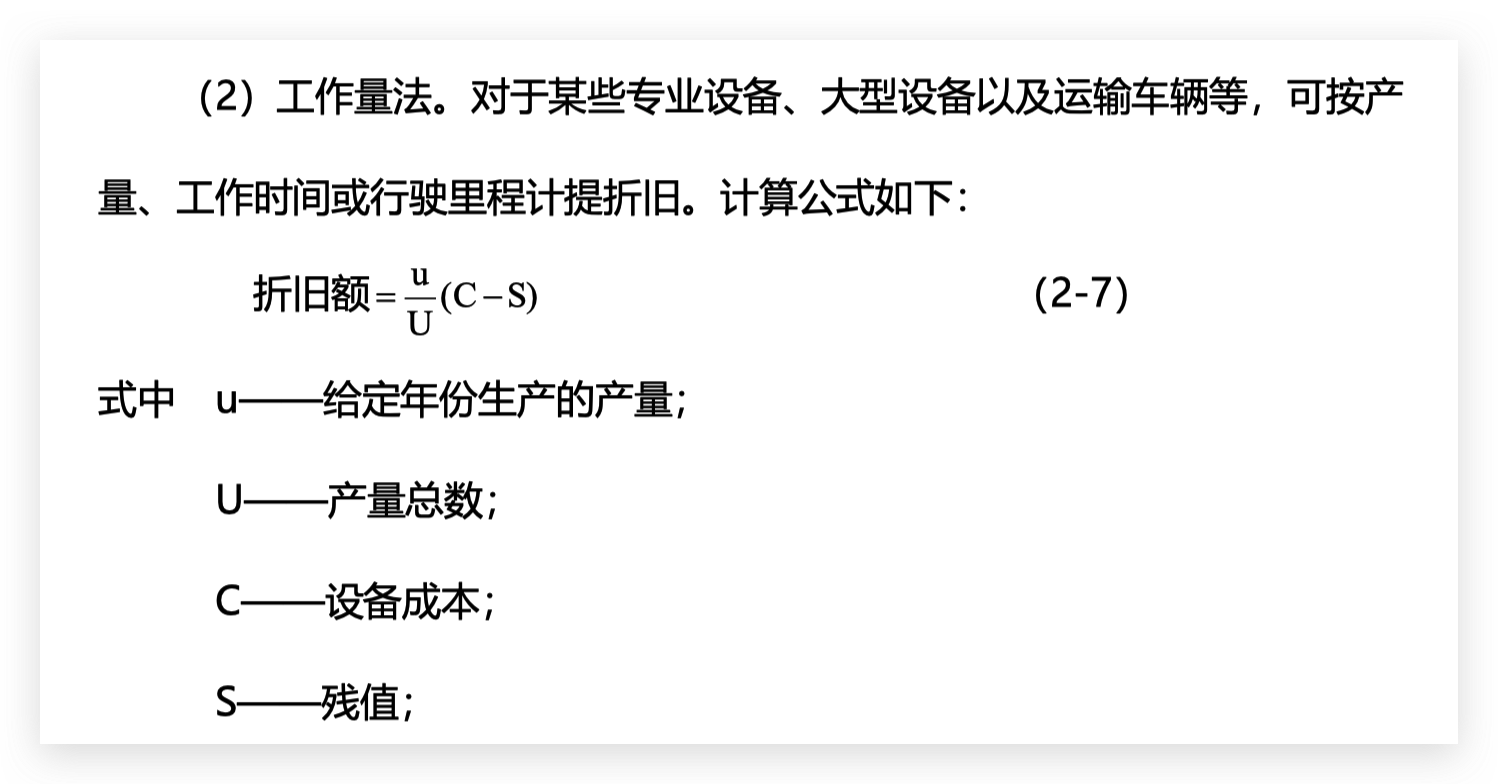 （2）工作量法。对于某些专业设备、大型设备以及运输车辆等，可按产
量、工作时间或行驶里程计提折旧。计算公式如下：
折旧额=u/U(C−S) （2-7）
式中 u——给定年份生产的产量；
U——产量总数；
C——设备成本；
S——残值；